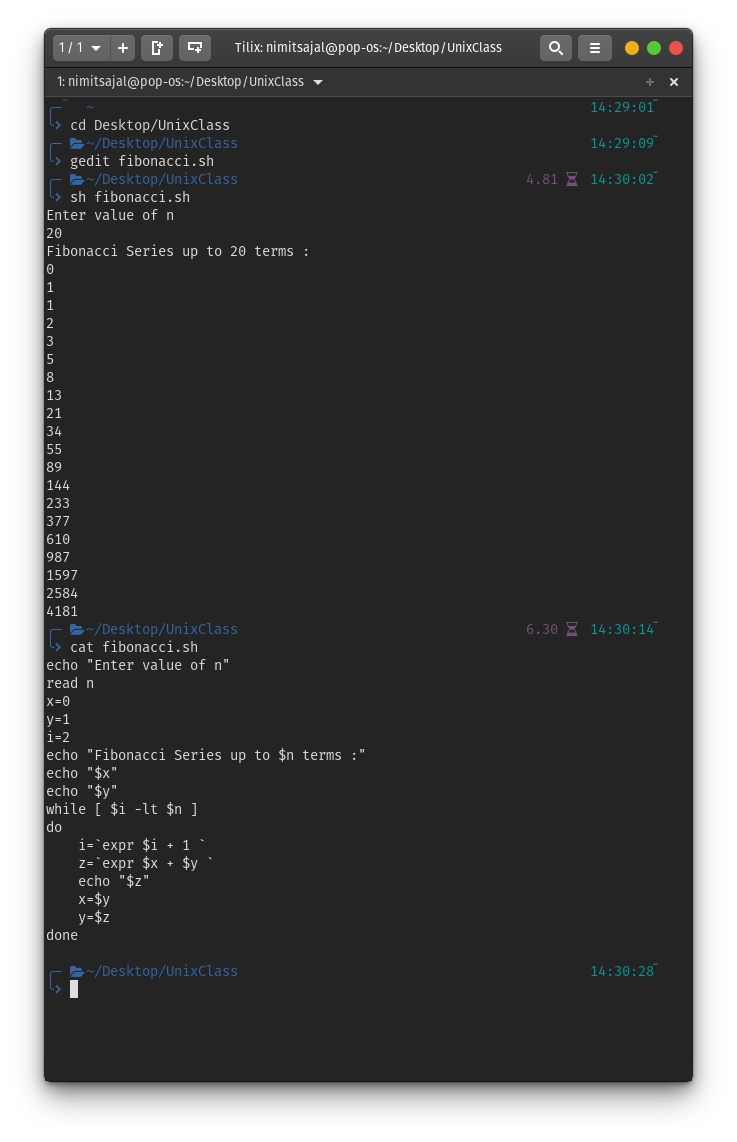 1 / 1
Tilix: nimitsajal@pop-os:~/Desktop/UnixClass
1: nimitsajal@pop-os:~/Desktop/UnixClass
~ 14:29:01
cd Desktop/UnixClass
~/Desktop/UnixClass 14:29:09
gedit fibonacci.sh
~/Desktop/UnixClass 4.81 14:30:02
sh fibonacci.sh
Enter value of n
20
Fibonacci Series up to 20 terms :
0
1
1
2
3
5
8
13
21
34
55
89
144
233
377
610
987
1597
2584
4181
~/Desktop/UnixClass 6.30 14:30:14
cat fibonacci.sh
echo "Enter value of n"
read n
x=0
y=1
i=2
echo "Fibonacci Series up to $n terms :"
echo "$x"
echo "$y"
while [ $i -lt $n ]
do
    i=`expr $i + 1 `
    z=`expr $x + $y `
    echo "$z"
    x=$y
    y=$z
done
~/Desktop/UnixClass 14:30:28